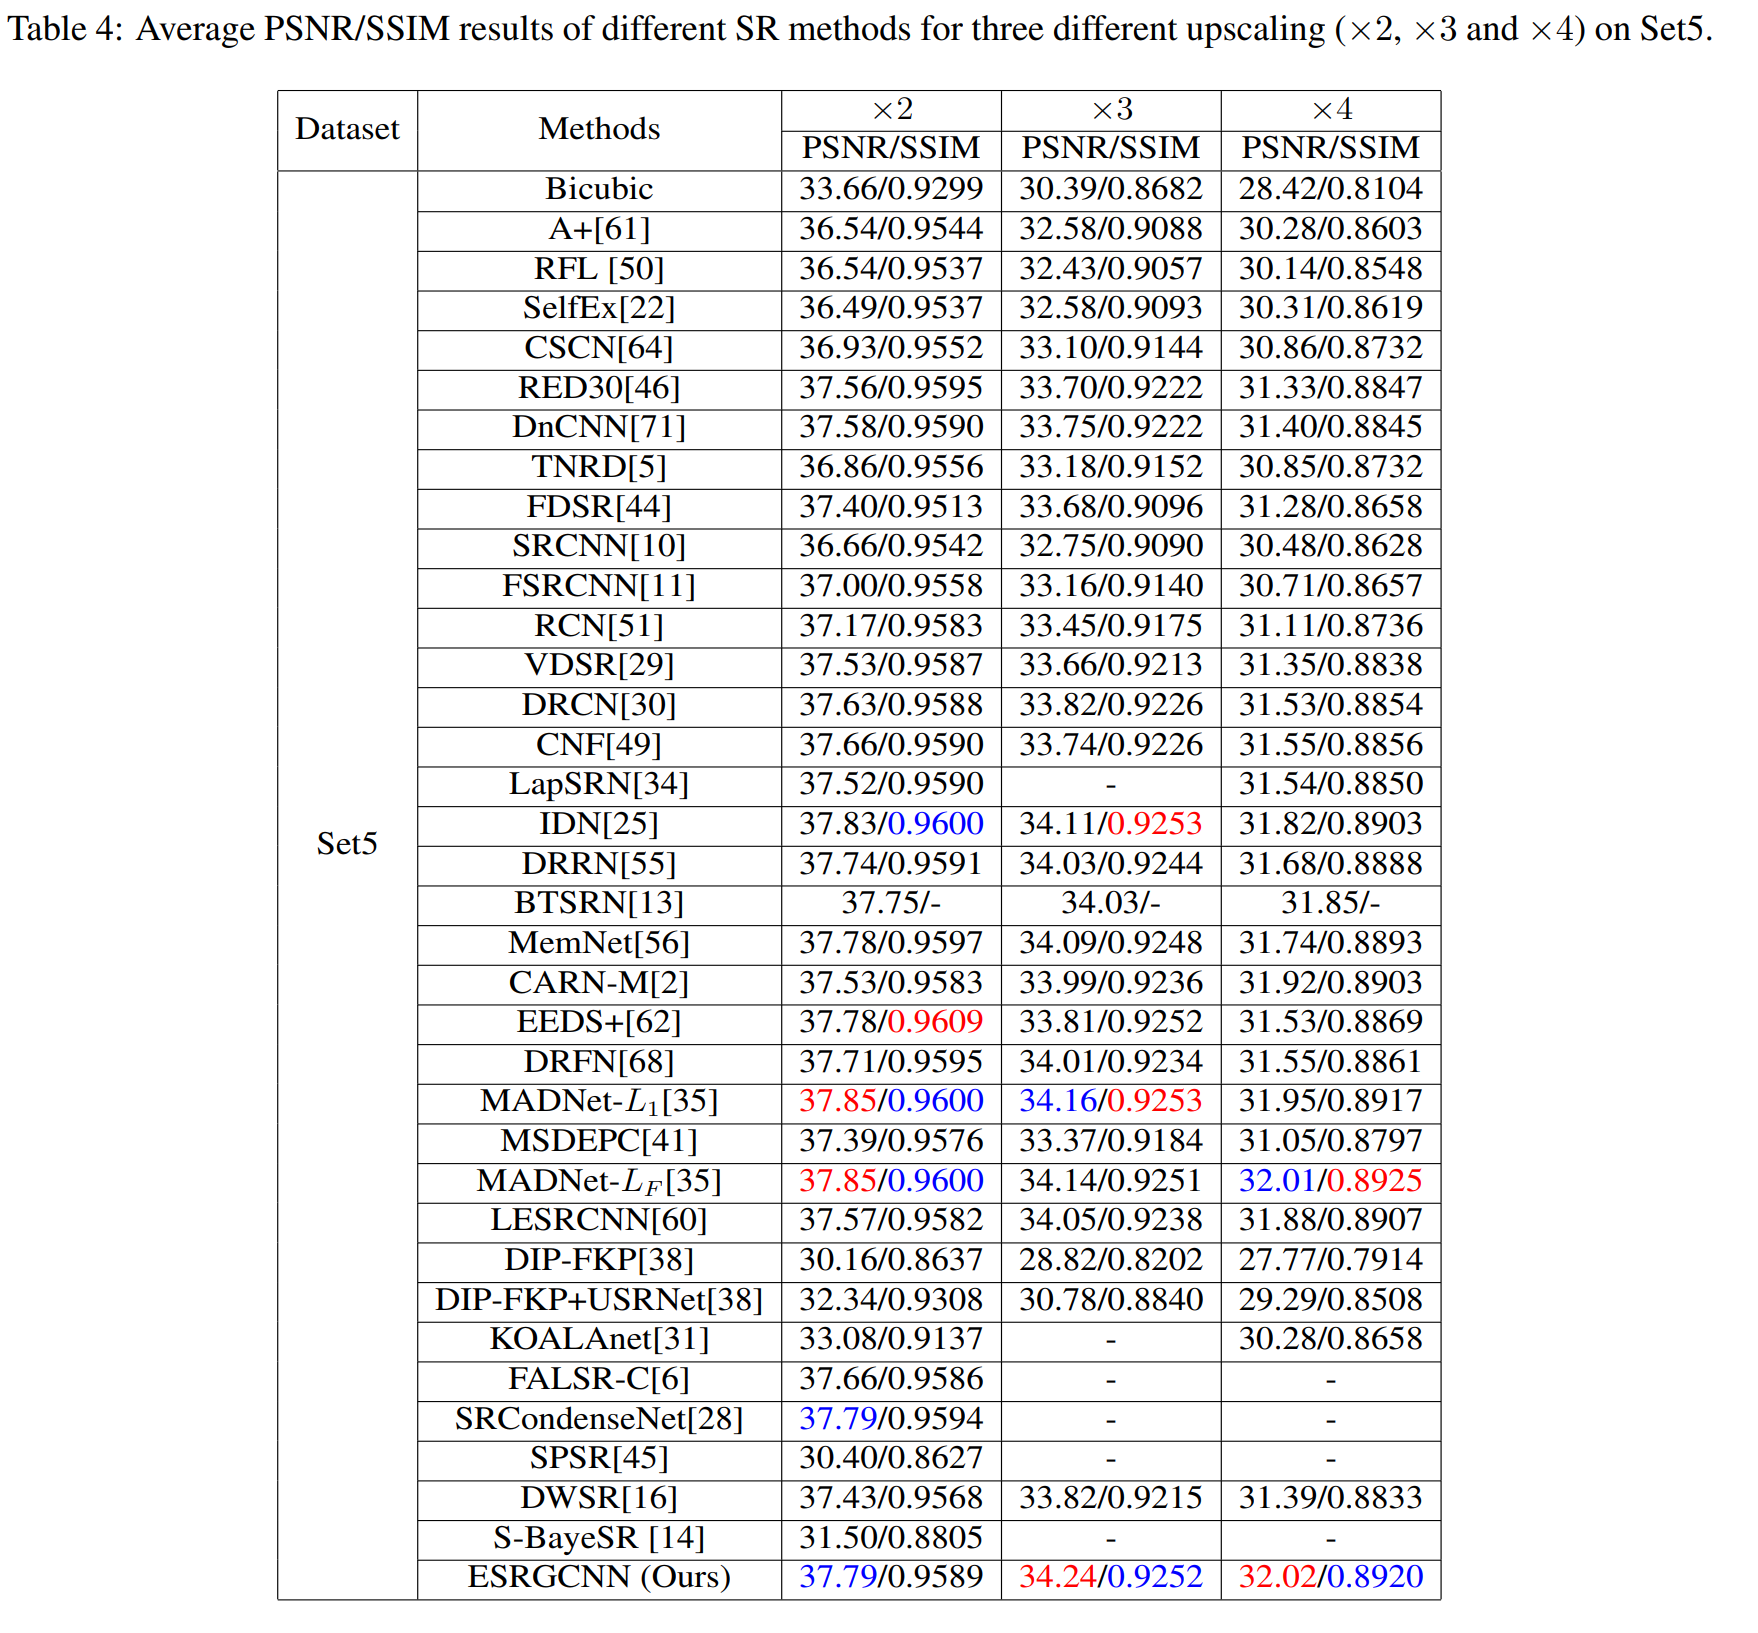 Table 4: Average PSNR/SSIM results of different SR methods for three different upscaling (×2, ×3 and ×4) on Set5.
Dataset Methods ×2 ×3 ×4
PSNR/SSIM PSNR/SSIM PSNR/SSIM
Set5
Bicubic 33.66/0.9299 30.39/0.8682 28.42/0.8104
A+[61] 36.54/0.9544 32.58/0.9088 30.28/0.8603
RFL [50] 36.54/0.9537 32.43/0.9057 30.14/0.8548
SelfEx[22] 36.49/0.9537 32.58/0.9093 30.31/0.8619
CSCN[64] 36.93/0.9552 33.10/0.9144 30.86/0.8732
RED30[46] 37.56/0.9595 33.70/0.9222 31.33/0.8847
DnCNN[71] 37.58/0.9590 33.75/0.9222 31.40/0.8845
TNRD[5] 36.86/0.9556 33.18/0.9152 30.85/0.8732
FDSR[44] 37.40/0.9513 33.68/0.9096 31.28/0.8658
SRCNN[10] 36.66/0.9542 32.75/0.9090 30.48/0.8628
FSRCNN[11] 37.00/0.9558 33.16/0.9140 30.71/0.8657
RCN[51] 37.17/0.9583 33.45/0.9175 31.11/0.8736
VDSR[29] 37.53/0.9587 33.66/0.9213 31.35/0.8838
DRCN[30] 37.63/0.9588 33.82/0.9226 31.53/0.8854
CNF[49] 37.66/0.9590 33.74/0.9226 31.55/0.8856
LapSRN[34] 37.52/0.9590 - 31.54/0.8850
IDN[25] 37.83/0.9600 34.11/0.9253 31.82/0.8903
DRRN[55] 37.74/0.9591 34.03/0.9244 31.68/0.8888
BTSRN[13] 37.75/- 34.03/- 31.85/-
MemNet[56] 37.78/0.9597 34.09/0.9248 31.74/0.8893
CARN-M[2] 37.53/0.9583 33.99/0.9236 31.92/0.8903
EEDS+[62] 37.78/0.9609 33.81/0.9252 31.53/0.8869
DRFN[68] 37.71/0.9595 34.01/0.9234 31.55/0.8861
MADNet-L1[35] 37.85/0.9600 34.16/0.9253 31.95/0.8917
MSDEPC[41] 37.39/0.9576 33.37/0.9184 31.05/0.8797
MADNet-LF[35] 37.85/0.9600 34.14/0.9251 32.01/0.8925
LESRCNN[60] 37.57/0.9582 34.05/0.9238 31.88/0.8907
DIP-FKP[38] 30.16/0.8637 28.82/0.8202 27.77/0.7914
DIP-FKP+USRNet[38] 32.34/0.9308 30.78/0.8840 29.29/0.8508
KOALAnet[31] 33.08/0.9137 - 30.28/0.8658
FALSR-C[6] 37.66/0.9586 - -
SRCondenseNet[28] 37.79/0.9594 - -
SPSR[45] 30.40/0.8627 - -
DWSR[16] 37.43/0.9568 33.82/0.9215 31.39/0.8833
S-BayeSR [14] 31.50/0.8805 - -
ESRGCNN (Ours) 37.79/0.9589 34.24/0.9252 32.02/0.8920